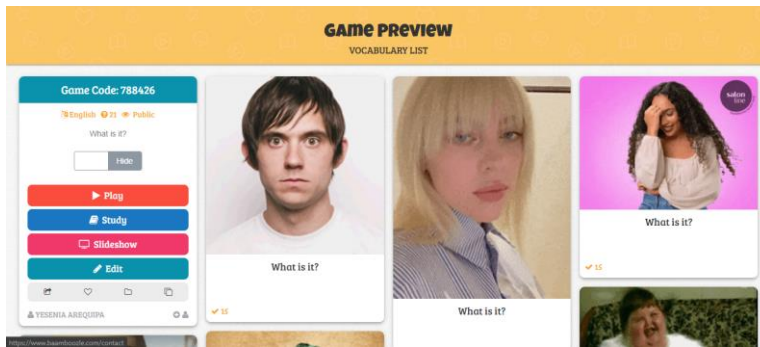 GAME PREVIEW
VOCABULARY LIST
Game Code: 788426
English 21 Public
What is it?
Hide
Play
Study
Slideshow
Edit
YESENIA AREQUIPA
https://www.baamboozle.com/contact
What is it?
15
What is it?
salon
line
What is it?
15